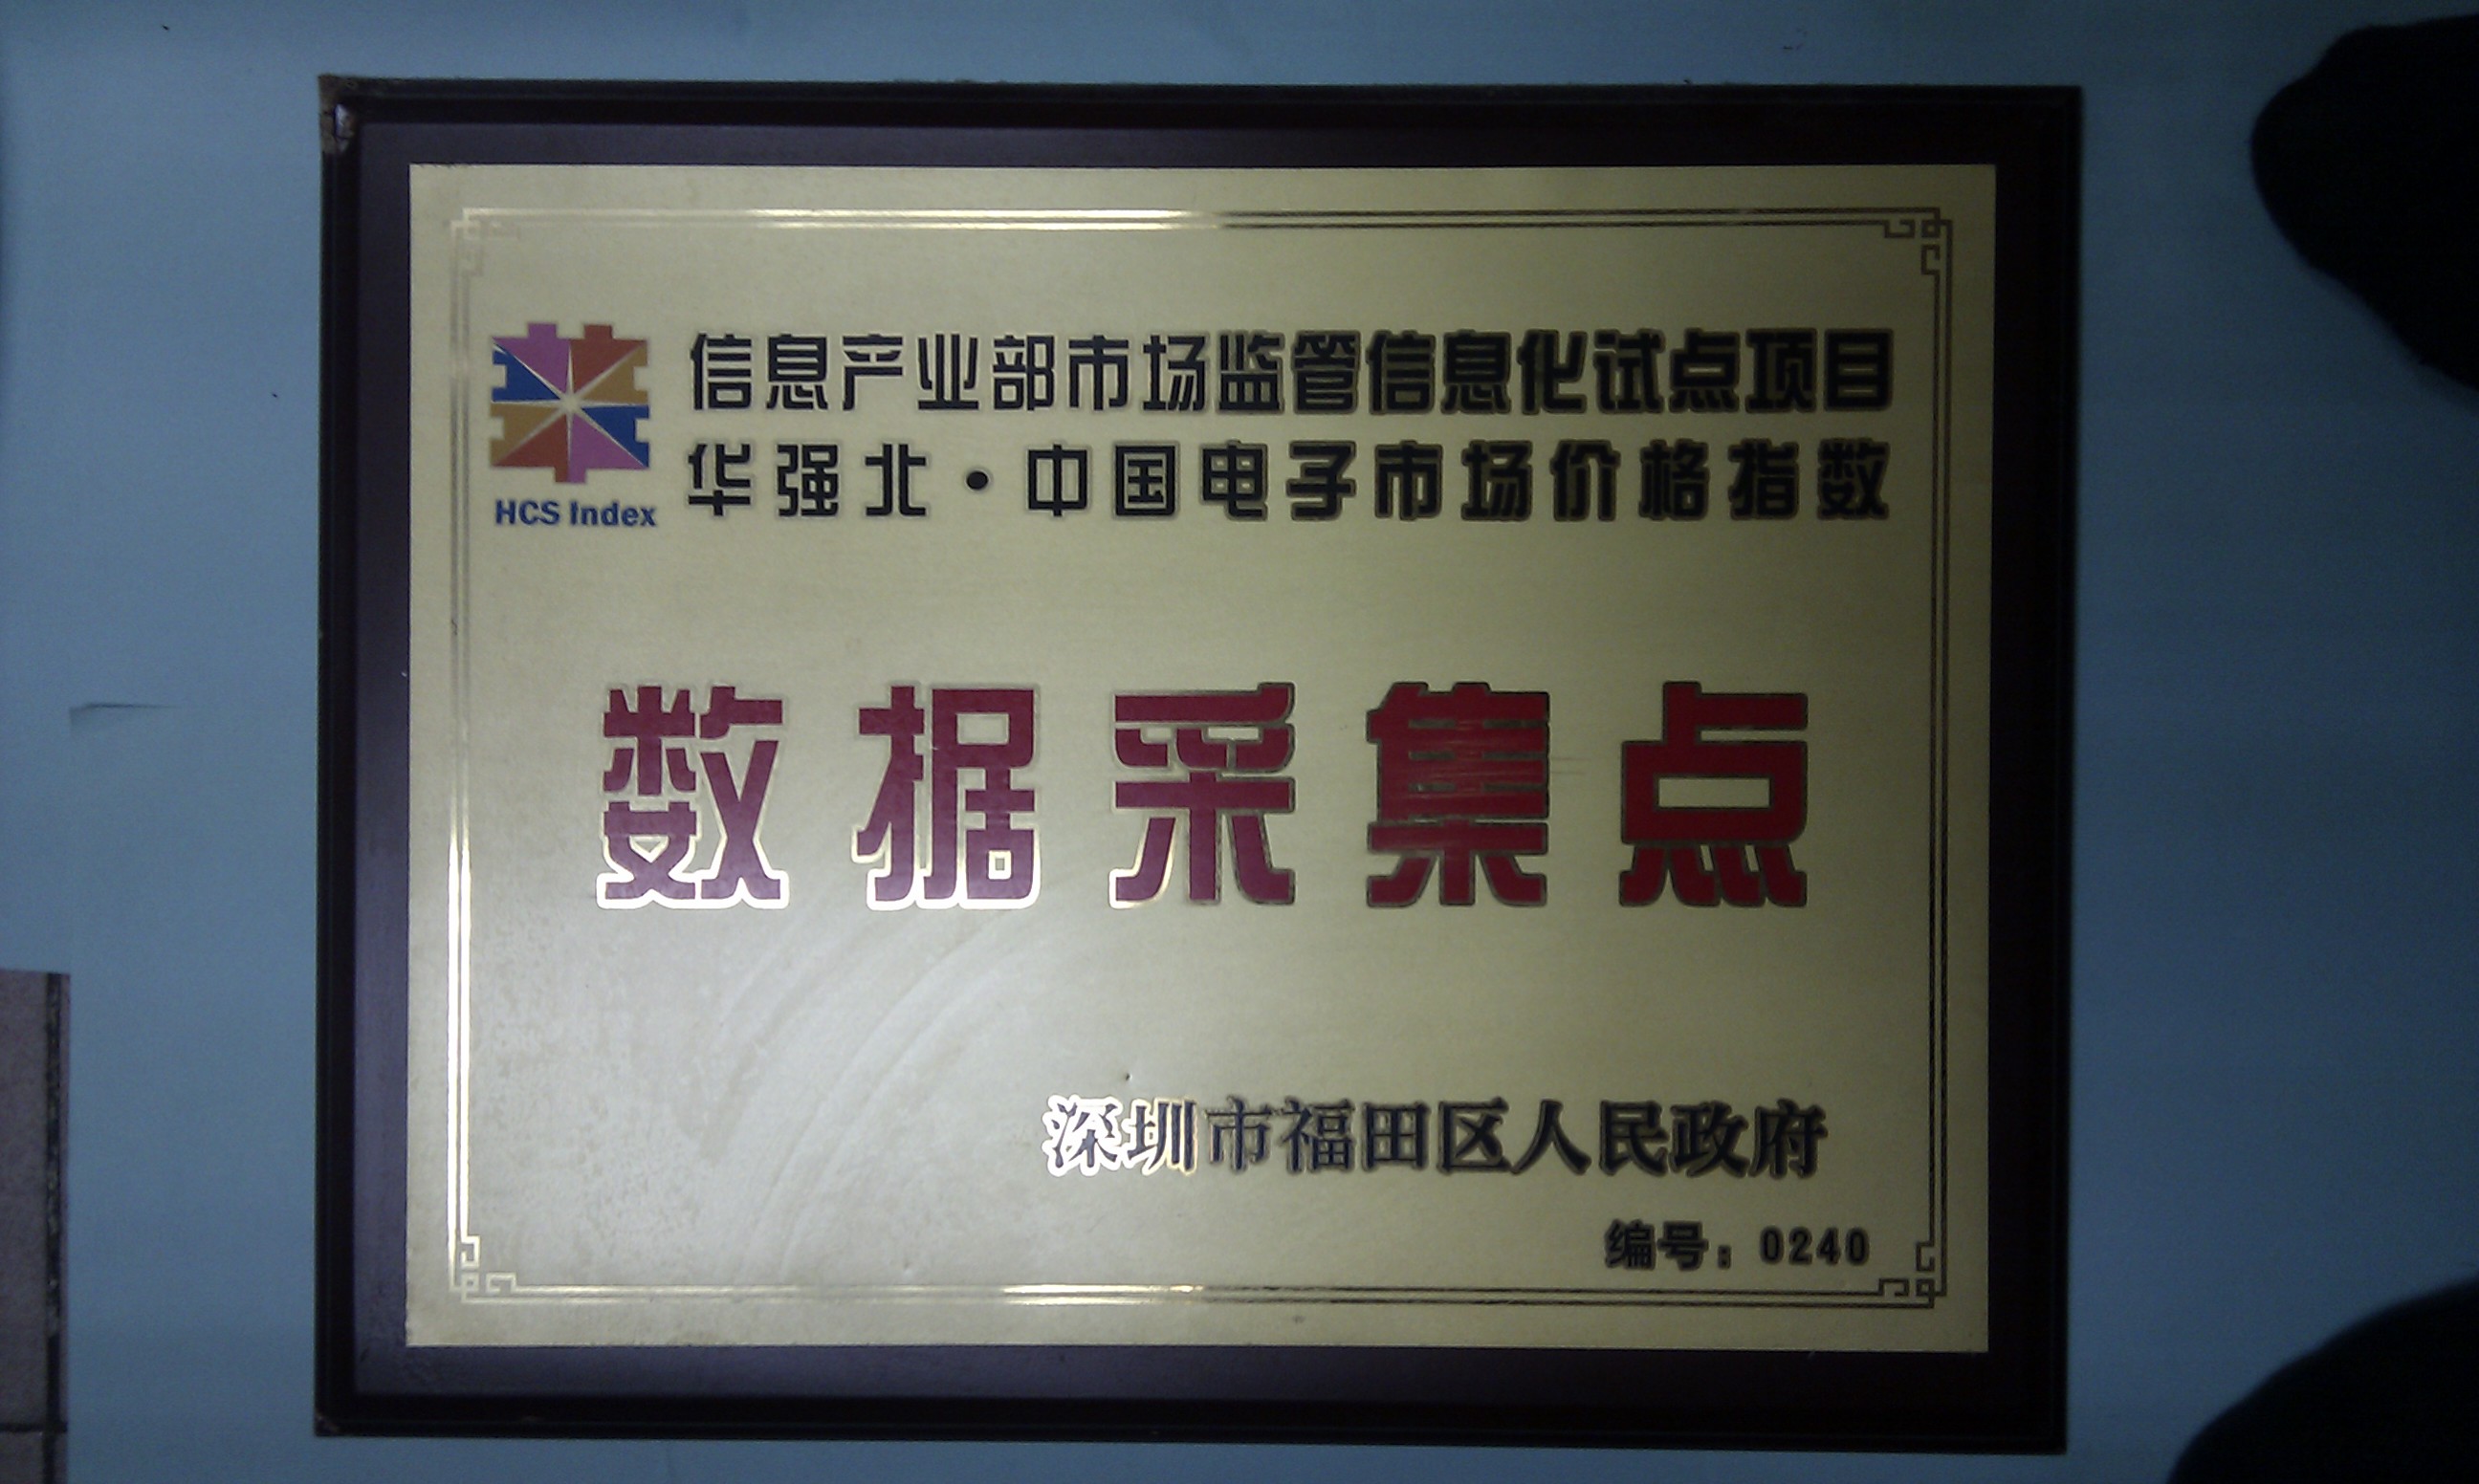 信息产业部市场监管信息化试点项目
华强北·中国电子市场价格指数
HCS Index
数据采集点
深圳市福田区人民政府
编号：0240